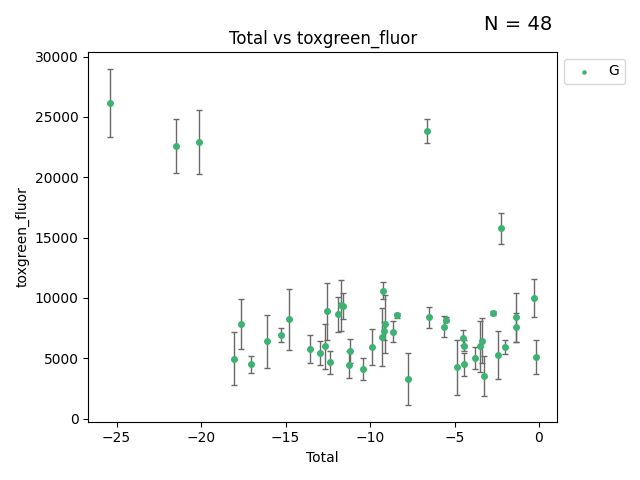 N = 48
Total vs toxgreen_fluor
G
toxgreen_fluor
30000
25000
20000
15000
10000
5000
0
−25
−20
−15
−10
−5
0
Total